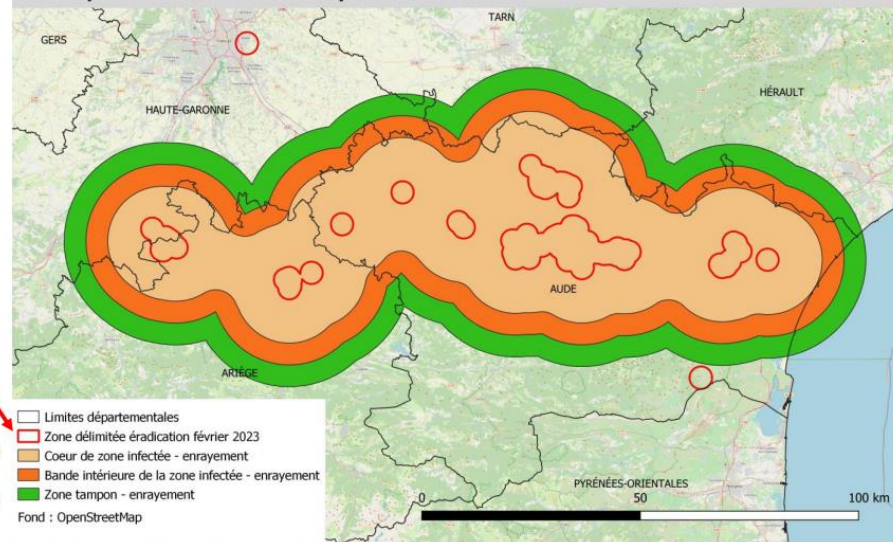 TARN
GERS
HÉRAULT
HAUTE-GARONNE
AUDE
ARIÈGE
PYRÉNÉES-ORIENTALES
Limites départementales
Zone délimitée éradication février 2023
Coeur de zone infectée - enrayement
Bande intérieure de la zone infectée - enrayement
Zone tampon - enrayement
Fond : OpenStreetMap
0 50 100 km